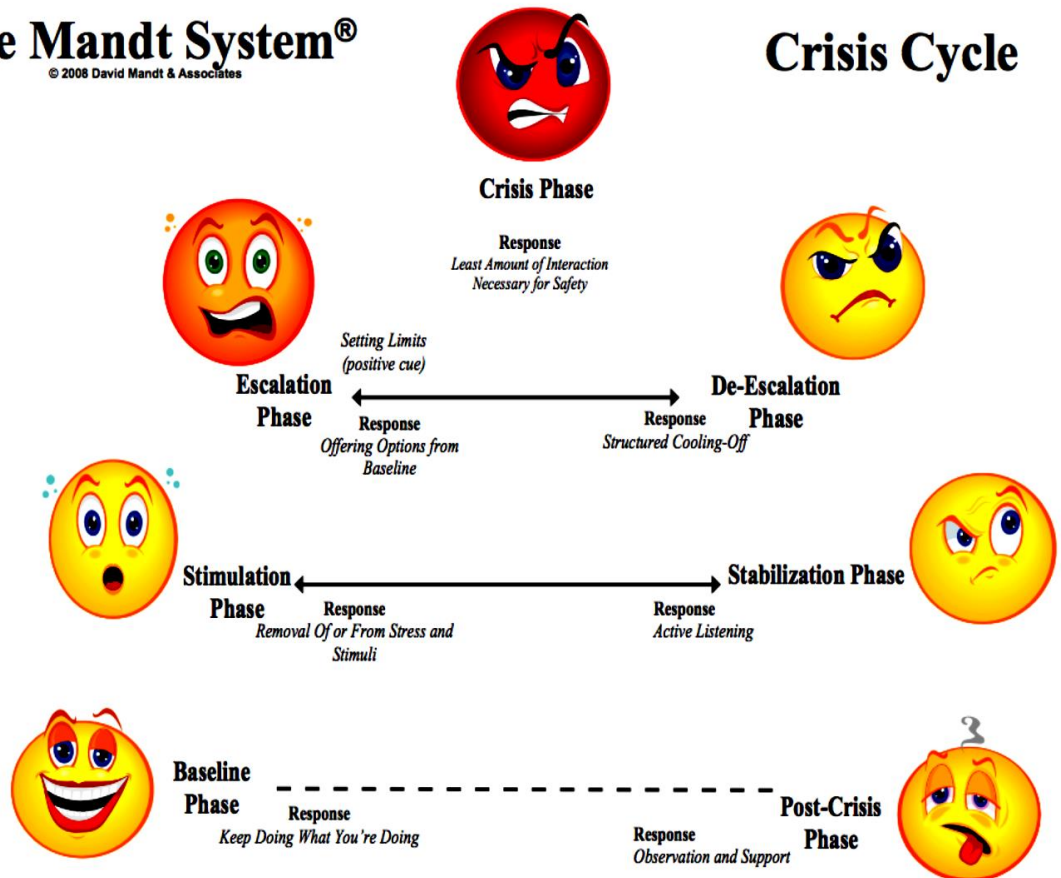 e Mandt System®
© 2008 David Mandt & Associates
Crisis Cycle
Crisis Phase
Response
Least Amount of Interaction
Necessary for Safety
Setting Limits
(positive cue)
Escalation
Phase
Response
Offering Options from
Baseline
De-Escalation
Phase
Response
Structured Cooling-Off
Stimulation
Phase
Response
Removal Of or From Stress and
Stimuli
Stabilization Phase
Response
Active Listening
Baseline
Phase
Response
Keep Doing What You're Doing
Post-Crisis
Phase
Response
Observation and Support